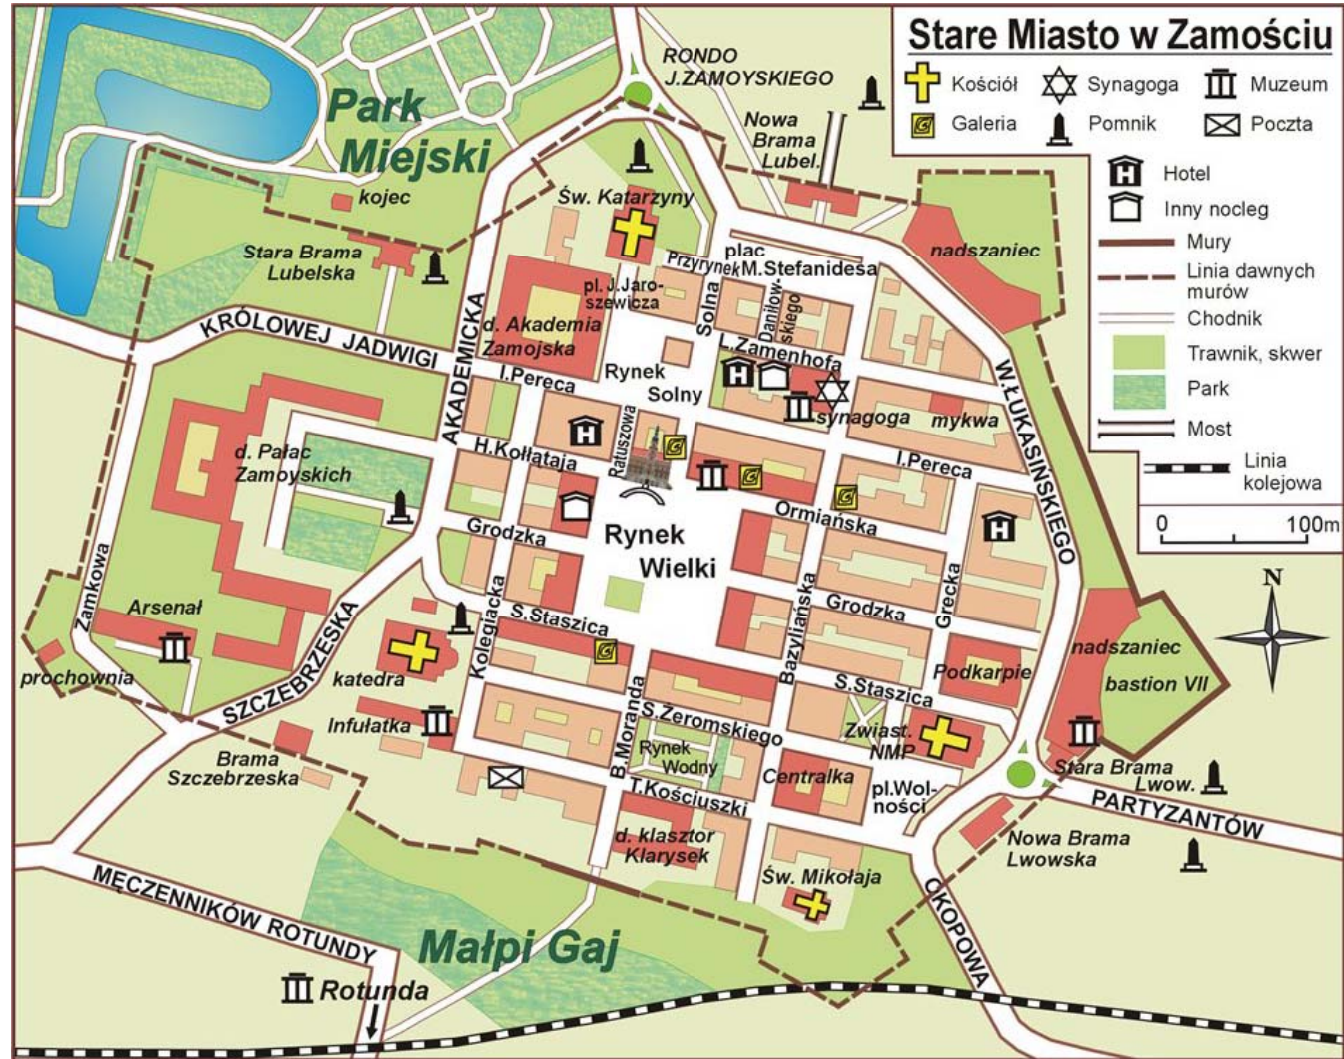 Stare Miasto w Zamościu
Kościół
Synagoga
Muzeum
Galeria
Pomnik
Poczta
H
Hotel
Inny nocleg
Mury
Linia dawnych
murów
Chodnik
Trawnik, skwer
Park
Most
Linia
kolejowa
0
100m
N
RONDO
J.ZAMOYSKIEGO
Park
Miejski
kojec
Nowa
Brama
Lubel.
Św. Katarzyny
Stara Brama
Lubelska
nadszaniec
plac
M.Stefanidesa
Przyrynek
pl. J.Jaro-
szewicza
Solna
Daniłow-
skiego
d. Akademia
Zamojska
KRÓLOWEJ JADWIGI
AKADEMICKA
L.Zamenhofa
Rynek
Solny
I.Pereca
H
synagoga
mykwa
W.ŁUKASIŃSKIEGO
Ratuszowa
H
G
H.Kołłątaja
I.Pereca
d. Pałac
Zamoyskich
G
G
Ormiańska
H
Grodzka
Rynek
Wielki
Zamkowa
Arsenał
Kolegiacka
Bazyliańska
Grodzka
Grecka
S.Staszica
G
nadszaniec
bastion VII
prochownia
SZCZEBRZESKA
katedra
Podkarpie
S.Staszica
B.Moranda
S.Żeromskiego
Infułatka
Zwiast.
NMP
Brama
Szczebrzeska
Rynek
Wodny
Centralka
pl.Wol-
ności
Stara Brama
Lwow.
T.Kościuszki
PARTYZANTÓW
d. klasztor
Klarysek
Nowa Brama
Lwowska
Św. Mikołaja
MĘCZENNIKÓW ROTUNDY
OKOPOWA
Małpi Gaj
Rotunda